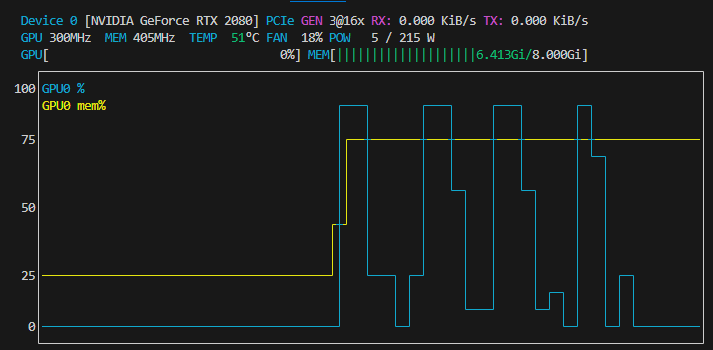 Device 0 [NVIDIA GeForce RTX 2080] PCIe GEN 3@16x RX: 0.000 KiB/s TX: 0.000 KiB/s
GPU 300MHz MEM 405MHz TEMP 51°C FAN 18% POW 5 / 215 W
GPU[ 0%] MEM[||||||||||||||||||||6.413Gi/8.000Gi]
100 GPU0 %
GPU0 mem%
75
50
25
0